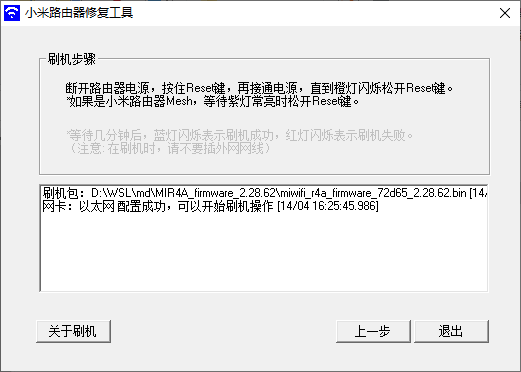 小米路由器修复工具
刷机步骤
*断开路由器电源，按住Reset键，再接通电源，直到橙灯闪烁松开Reset键。
*如果是小米路由器Mesh，等待紫灯常亮时松开Reset键。
*等待几分钟后，蓝灯闪烁表示刷机成功，红灯闪烁表示刷机失败。
（注意: 在刷机时，请不要插外网网线）
刷机包：D:\WSL\md\MIR4A_firmware_2.28.62\miwifi_r4a_firmware_72d65_2.28.62.bin [14/
网卡：以太网 配置成功，可以开始刷机操作 [14/04 16:25:45.986]
关于刷机
上一步
退出